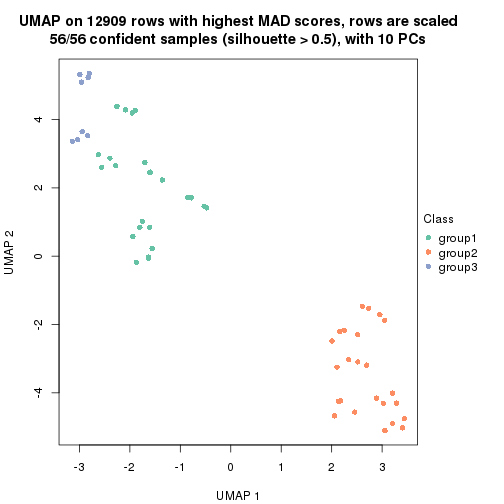 UMAP on 12909 rows with highest MAD scores, rows are scaled
56/56 confident samples (silhouette > 0.5), with 10 PCs
4
2
0
-2
-4
UMAP 2
-3
-2
-1
0
1
2
3
UMAP 1
Class
group1
group2
group3